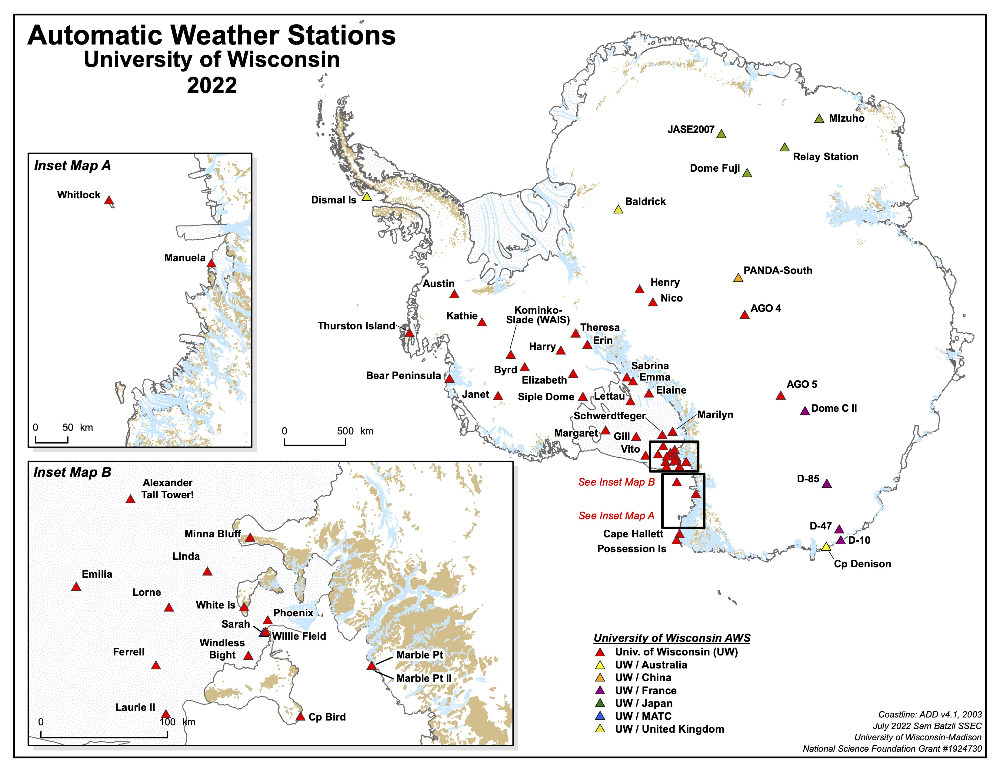 Automatic Weather Stations
University of Wisconsin
2022
Inset Map A
Whitlock
Manuela
0 50 km
Mizuho
JASE2007
Relay Station
Dome Fuji
Dismal Is
Baldrick
PANDA-South
Henry
Austin
Nico
AGO 4
Kominko-
Slade (WAIS)
Kathie
Thurston Island
Theresa
Erin
Harry
Sabrina
Byrd
Emma
Bear Peninsula
Elizabeth
AGO 5
Elaine
Janet
Siple Dome
Lettau
Dome C II
Schwerdtfeger
Marilyn
0 500 km
Margaret
Gill
Vito
See Inset Map B
D-85
See Inset Map A
D-47
Cape Hallett
D-10
Possession Is
Cp Denison
Inset Map B
Alexander
Tall Tower!
Minna Bluff
Linda
Emilia
Lorne
White Is
Phoenix
Sarah
Willie Field
Windless
Bight
Ferrell
Marble Pt
Marble Pt II
Laurie II
Cp Bird
0 100 km
University of Wisconsin AWS
Univ. of Wisconsin (UW)
UW / Australia
UW / China
UW / France
UW / Japan
UW / MATC
UW / United Kingdom
Coastline: ADD v4.1, 2003
July 2022 Sam Batzli SSEC
University of Wisconsin-Madison
National Science Foundation Grant #1924730